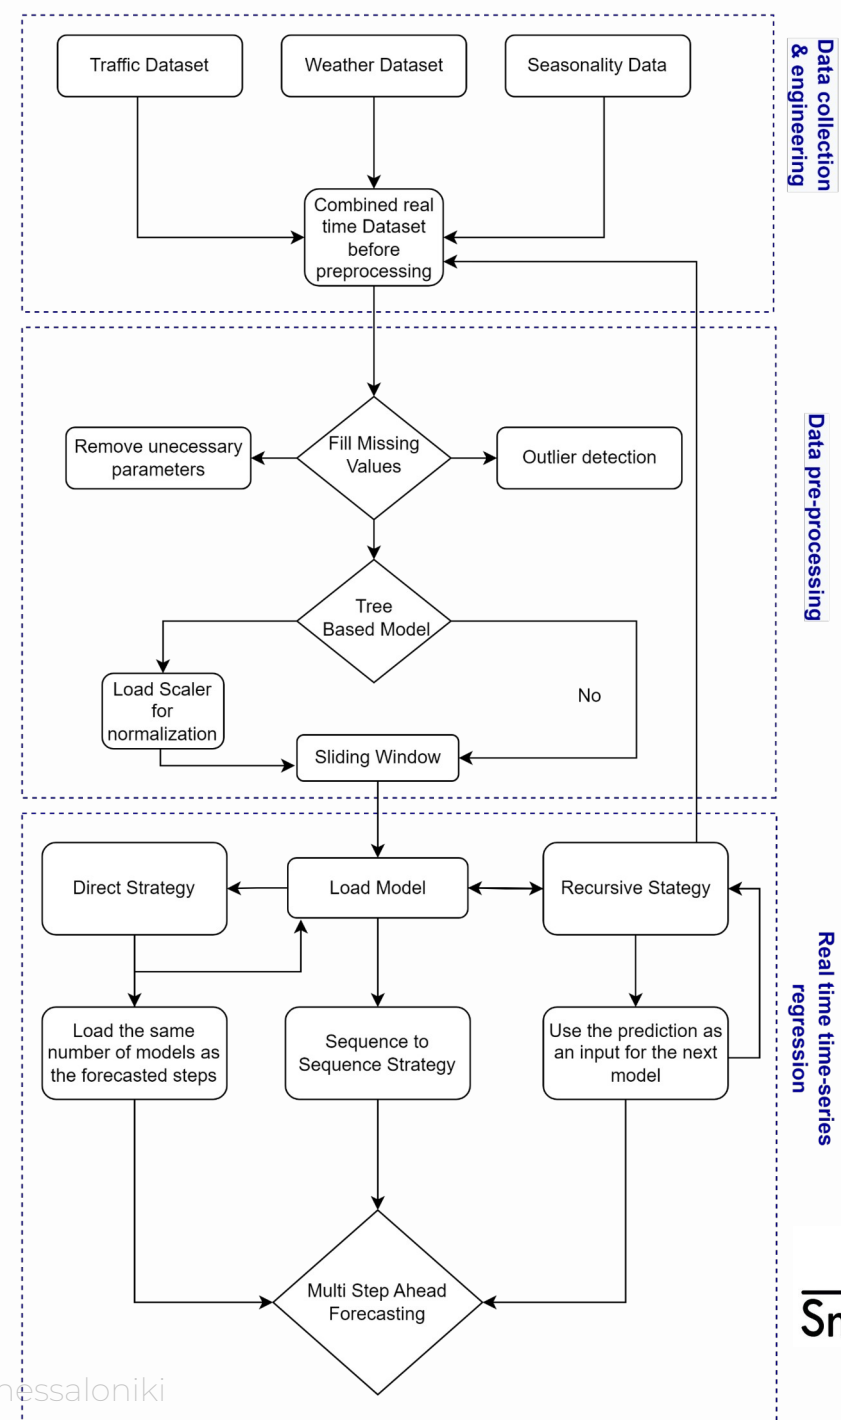 Traffic Dataset
Weather Dataset
Seasonality Data
Data collection
& engineering
Combined real
time Dataset
before
preprocessing
Remove unecessary
parameters
Fill Missing
Values
Outlier detection
Data pre-processing
Tree
Based Model
Load Scaler
for
normalization
No
Sliding Window
Direct Strategy
Load Model
Recursive Stategy
Real time time-series
regression
Load the same
number of models as
the forecasted steps
Sequence to
Sequence Strategy
Use the prediction as
an input for the next
model
Multi Step Ahead
Forecasting